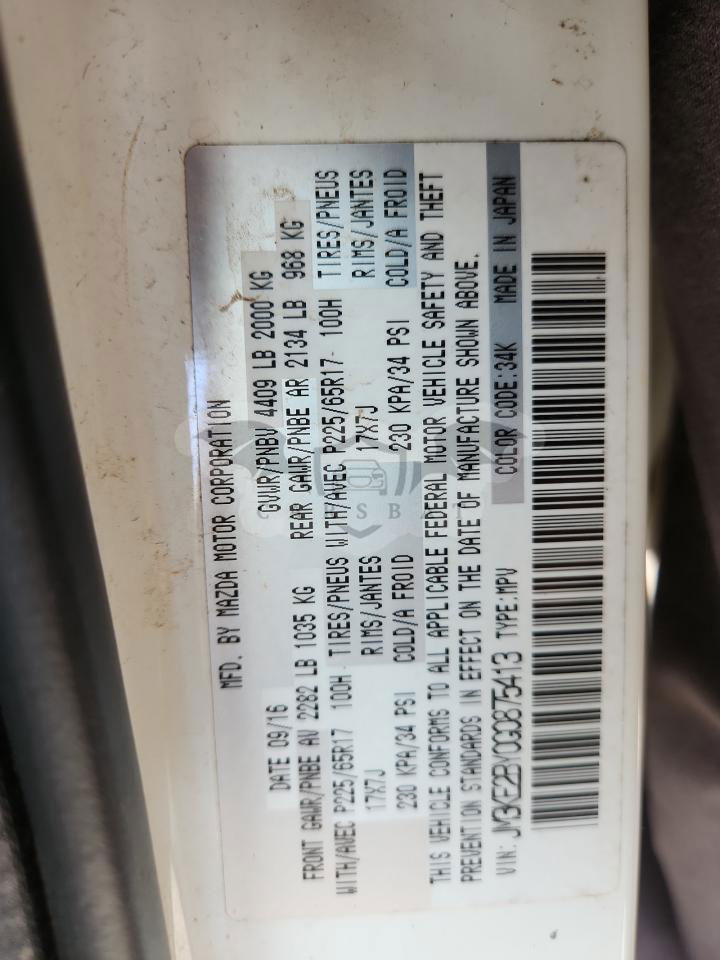 MFD. BY MAZDA MOTOR CORPORATION
DATE 09/16 GVWR/PNBV 4409 LB 2000 KG
FRONT GAWR/PNBE AV 2282 LB 1035 KG REAR GAWR/PNBE AR 2134 LB 968 KG
WITH/AVEC P225/65R17 100H TIRES/PNEUS WITH/AVEC P225/65R17 100H TIRES/PNEUS
17X7J RIMS/JANTES 17X7J RIMS/JANTES
230 KPA/34 PSI COLD/A FROID 230 KPA/34 PSI COLD/A FROID
THIS VEHICLE CONFORMS TO ALL APPLICABLE FEDERAL MOTOR VEHICLE SAFETY AND THEFT
PREVENTION STANDARDS IN EFFECT ON THE DATE OF MANUFACTURE SHOWN ABOVE.
VIN: JM3KE2BY0G0875413 TYPE:MPV COLOR CODE:34K MADE IN JAPAN